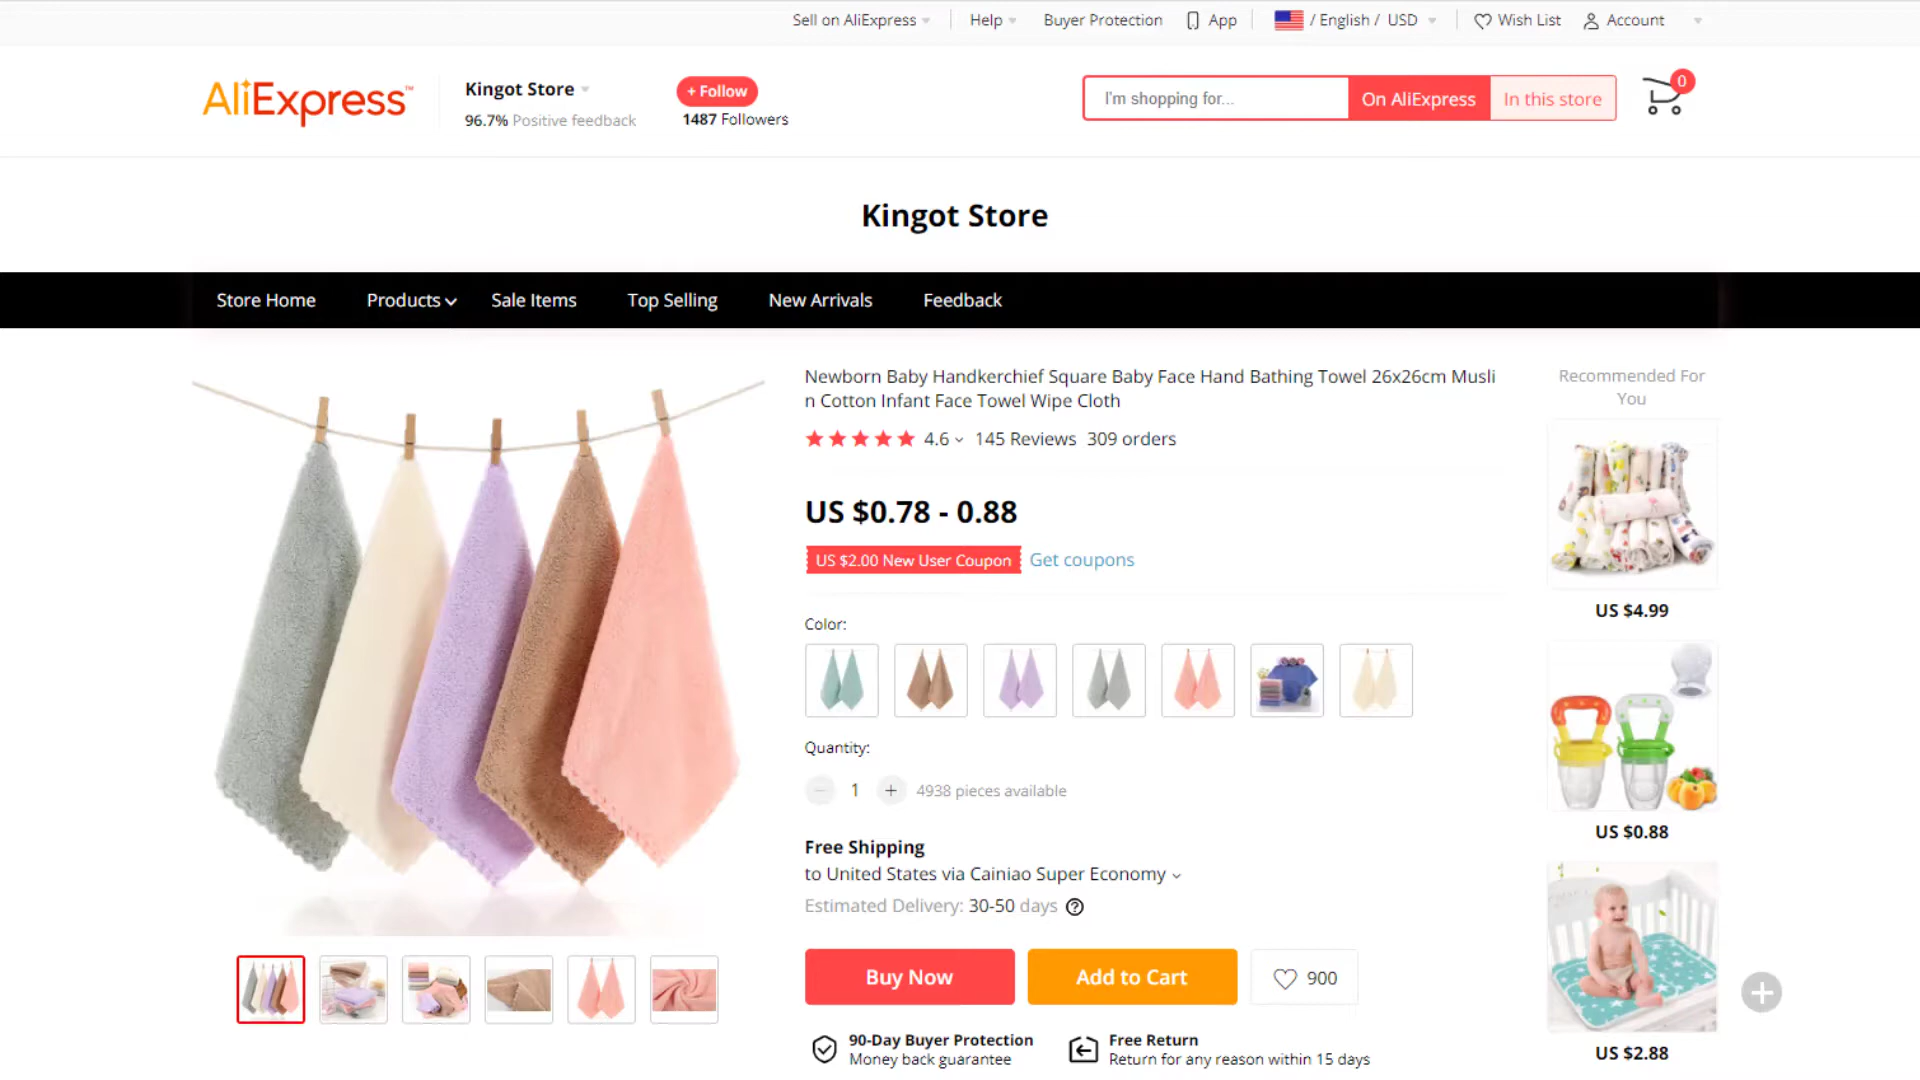 Sell on AliExpress
Help
Buyer Protection
App
/ English / USD
Wish List
Account
AliExpress™
Kingot Store
96.7% Positive feedback
+ Follow
1487 Followers
I'm shopping for...
On AliExpress
In this store
0
Kingot Store
Store Home
Products
Sale Items
Top Selling
New Arrivals
Feedback
Newborn Baby Handkerchief Square Baby Face Hand Bathing Towel 26x26cm Musli
n Cotton Infant Face Towel Wipe Cloth
4.6
145 Reviews
309 orders
US $0.78 - 0.88
US $2.00 New User Coupon
Get coupons
Color:
Quantity:
1
4938 pieces available
Free Shipping
to United States via Cainiao Super Economy
Estimated Delivery: 30-50 days
Buy Now
Add to Cart
900
90-Day Buyer Protection
Money back guarantee
Free Return
Return for any reason within 15 days
Recommended For
You
US $4.99
US $0.88
US $2.88